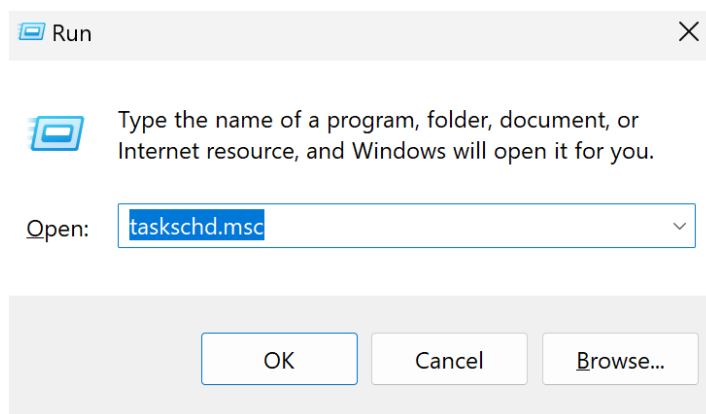 Run
Type the name of a program, folder, document, or
Internet resource, and Windows will open it for you.
Open: taskschd.msc
OK Cancel Browse...